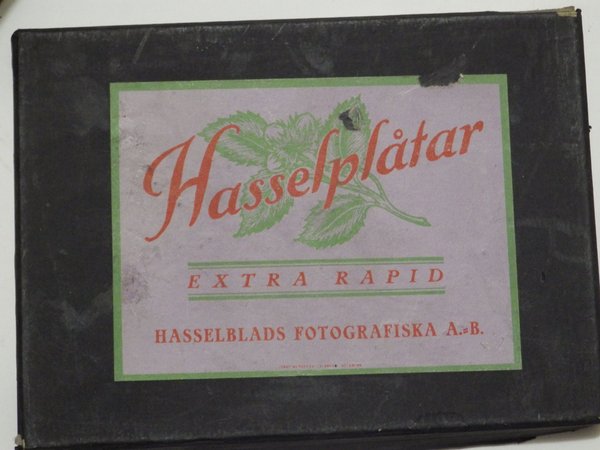 Hasselplåtar
EXTRA RAPID
HASSELBLADS FOTOGRAFISKA A.=B.